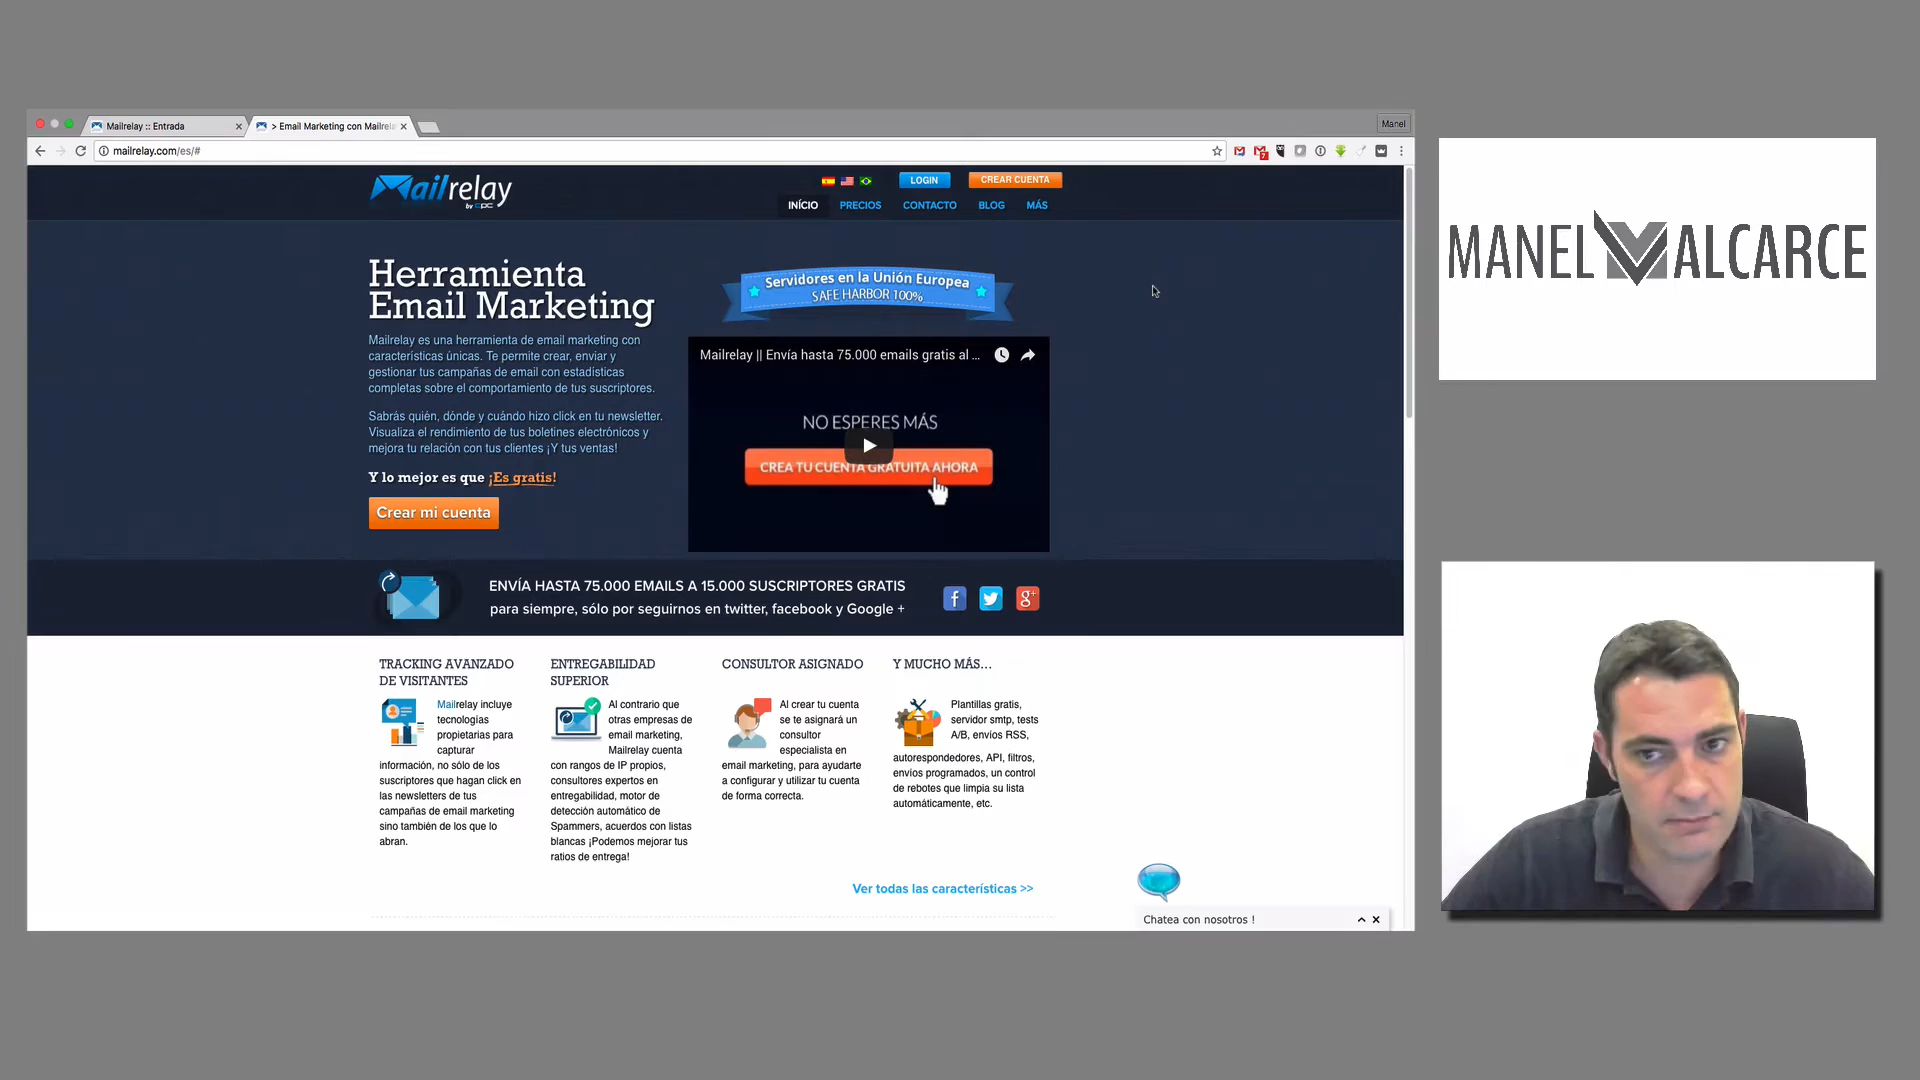 Mailrelay :: Entrada
> Email Marketing con Mailrela
Manel
mailrelay.com/es/#
7
Mailrelay
by cpc
LOGIN
CREAR CUENTA
INÍCIO
PRECIOS
CONTACTO
BLOG
MÁS
Herramienta
Email Marketing
Mailrelay es una herramienta de email marketing con
características únicas. Te permite crear, enviar y
gestionar tus campañas de email con estadísticas
completas sobre el comportamiento de tus suscriptores.
Sabrás quién, dónde y cuándo hizo click en tu newsletter.
Visualiza el rendimiento de tus boletines electrónicos y
mejora tu relación con tus clientes ¡Y tus ventas!
Y lo mejor es que ¡Es gratis!
Crear mi cuenta
Servidores en la Unión Europea
SAFE HARBOR 100%
Mailrelay || Envía hasta 75.000 emails gratis al ...
NO ESPERES MÁS
CREA TU CUENTA GRATUITA AHORA
ENVÍA HASTA 75.000 EMAILS A 15.000 SUSCRIPTORES GRATIS
para siempre, sólo por seguirnos en twitter, facebook y Google +
TRACKING AVANZADO
DE VISITANTES
Mailrelay incluye
tecnologías
propietarias para
capturar
información, no sólo de los
suscriptores que hagan click en
las newsletters de tus
campañas de email marketing
sino también de los que lo
abran.
ENTREGABILIDAD
SUPERIOR
Al contrario que
otras empresas de
email marketing,
Mailrelay cuenta
con rangos de IP propios,
consultores expertos en
entregabilidad, motor de
detección automático de
Spammers, acuerdos con listas
blancas ¡Podemos mejorar tus
ratios de entrega!
CONSULTOR ASIGNADO
Al crear tu cuenta
se te asignará un
consultor
especialista en
email marketing, para ayudarte
a configurar y utilizar tu cuenta
de forma correcta.
Y MUCHO MÁS...
Plantillas gratis,
servidor smtp, tests
A/B, envios RSS,
autorespondedores, API, filtros,
envíos programados, un control
de rebotes que limpia su lista
automáticamente, etc.
Ver todas las características >>
Chatea con nosotros !
MANEL ALCARCE